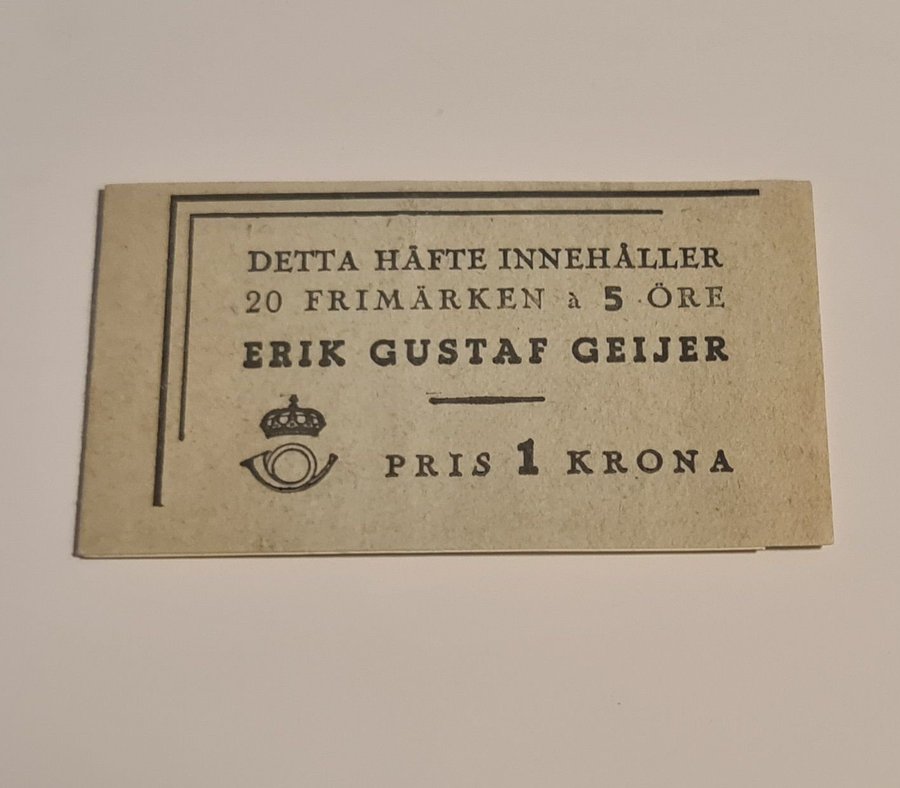 DETTA HÄFTE INNEHÅLLER
20 FRIMÄRKEN à 5 ÖRE
ERIK GUSTAF GEIJER
PRIS 1 KRONA